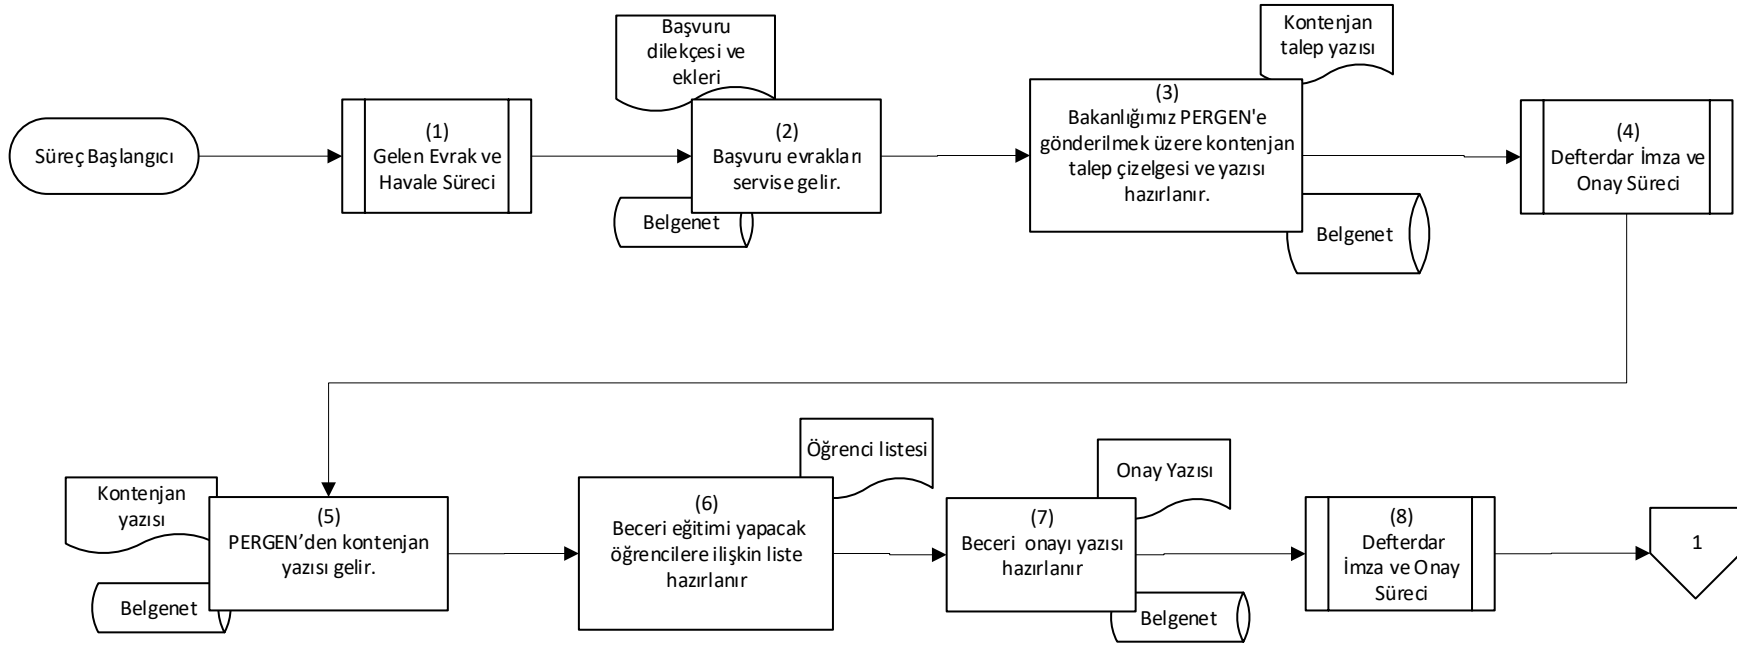 Süreç Başlangıcı
(1)
Gelen Evrak ve
Havale Süreci
Başvuru
dilekçesi ve
ekleri
(2)
Başvuru evrakları
servise gelir.
Belgenet
Kontenjan
talep yazısı
(3)
Bakanlığımız PERGEN'e
gönderilmek üzere kontenjan
talep çizelgesi ve yazısı
hazırlanır.
Belgenet
(4)
Defterdar İmza ve
Onay Süreci
Kontenjan
yazısı
(5)
PERGEN’den kontenjan
yazısı gelir.
Belgenet
Öğrenci listesi
(6)
Beceri eğitimi yapacak
öğrencilere ilişkin liste
hazırlanır
Onay Yazısı
(7)
Beceri onayı yazısı
hazırlanır
Belgenet
(8)
Defterdar
İmza ve Onay
Süreci
1